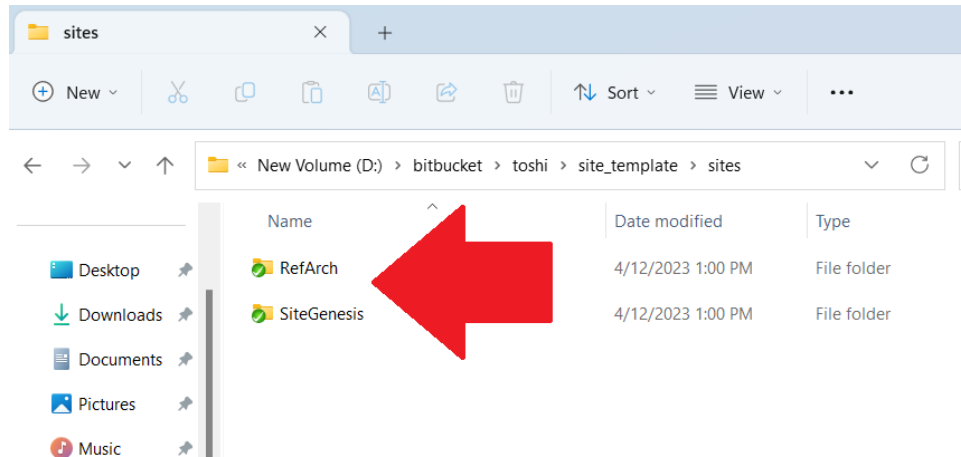 sites
New
Sort
View
« New Volume (D:) > bitbucket > toshi > site_template > sites
Name Date modified Type
Desktop
RefArch 4/12/2023 1:00 PM File folder
Downloads
SiteGenesis 4/12/2023 1:00 PM File folder
Documents
Pictures
Music